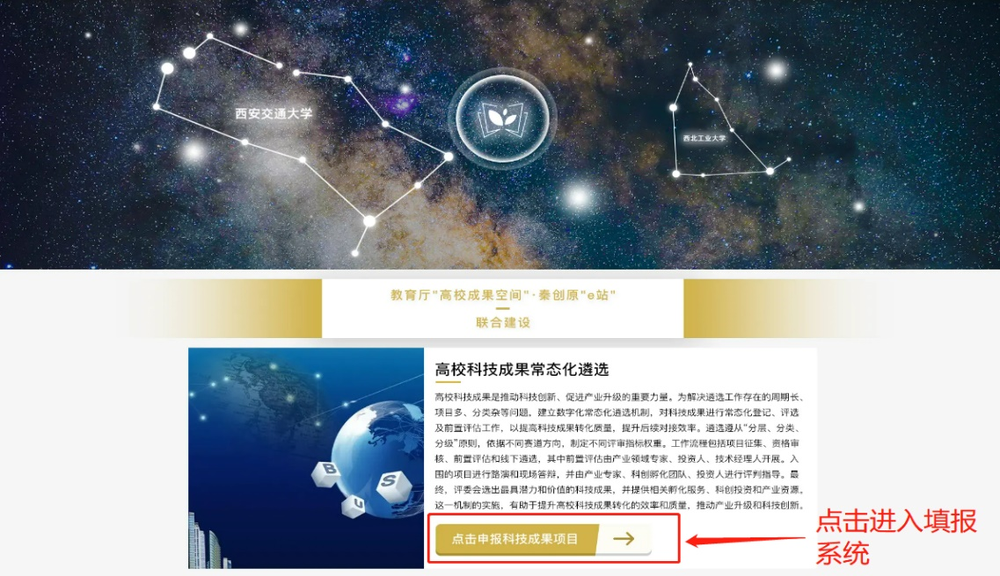 西安交通大学
西北工业大学
教育厅"高校成果空间"·秦创原"e站"
联合建设
高校科技成果常态化遴选
高校科技成果是推动科技创新、促进产业升级的重要力量。为解决遴选工作存在的周期长、
项目多、分类杂等问题，建立数字化常态化遴选机制，对科技成果进行常态化登记、评选
及前置评估工作，以提高科技成果转化质量，提升后续对接效率。遴选遵从“分层、分类、
分级”原则，依据不同赛道方向，制定不同评审指标权重。工作流程包括项目征集、资格审
核、前置评估和线下遴选，其中前置评估由产业领域专家、投资人、技术经理人开展。入
围的项目进行路演和现场答辩，并由产业专家、科创孵化团队、投资人进行评判指导。最
终，评委会选出最具潜力和价值的科技成果，并提供相关孵化服务、科创投资和产业资源。
这一机制的实施，有助于提升高校科技成果转化的效率和质量，推动产业升级和科技创新。
B
S
U
点击申报科技成果项目
点击进入填报
系统